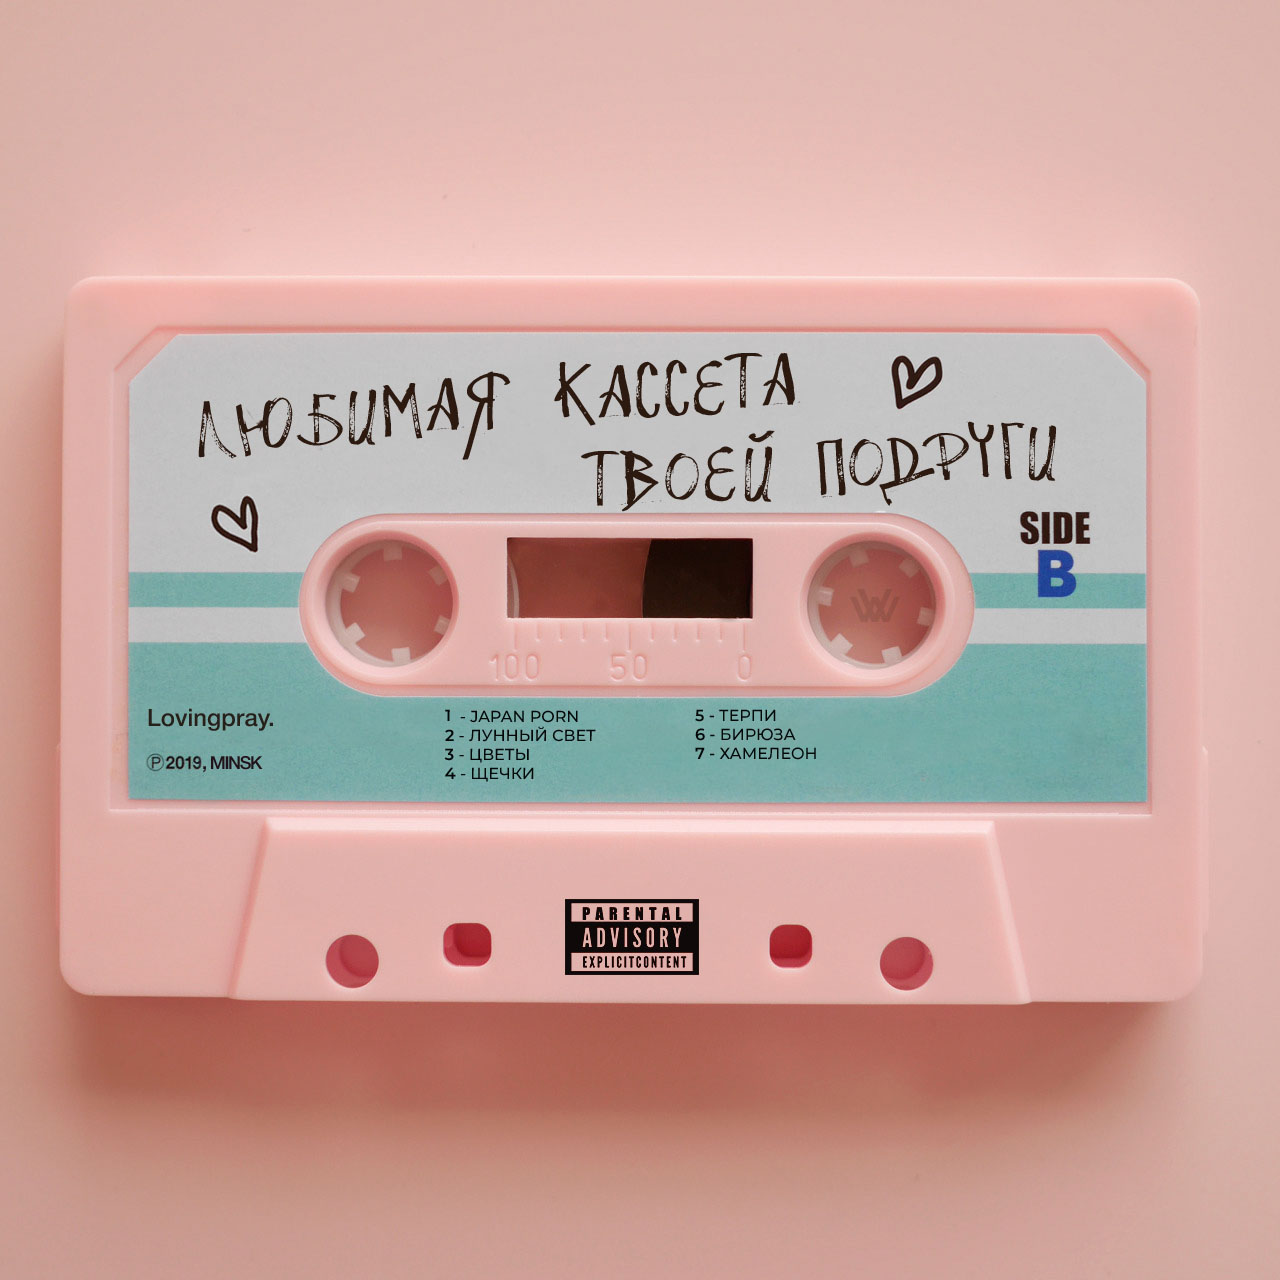 ЛЮБИМАЯ КАССЕТА
ТВОЕЙ ПОДРУГИ
SIDE
B
100 50 0
Lovingpray.
℗ 2019, MINSK
1 - JAPAN PORN
2 - ЛУННЫЙ СВЕТ
3 - ЦВЕТЫ
4 - ЩЕЧКИ
5 - ТЕРПИ
6 - БИРЮЗА
7 - ХАМЕЛЕОН
PARENTAL
ADVISORY
EXPLICITCONTENT